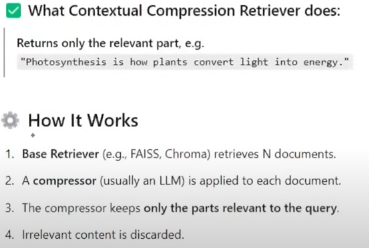 What Contextual Compression Retriever does:
Returns only the relevant part, e.g.
"Photosynthesis is how plants convert light into energy."
How It Works
1. Base Retriever (e.g., FAISS, Chroma) retrieves N documents.
2. A compressor (usually an LLM) is applied to each document.
3. The compressor keeps only the parts relevant to the query.
4. Irrelevant content is discarded.